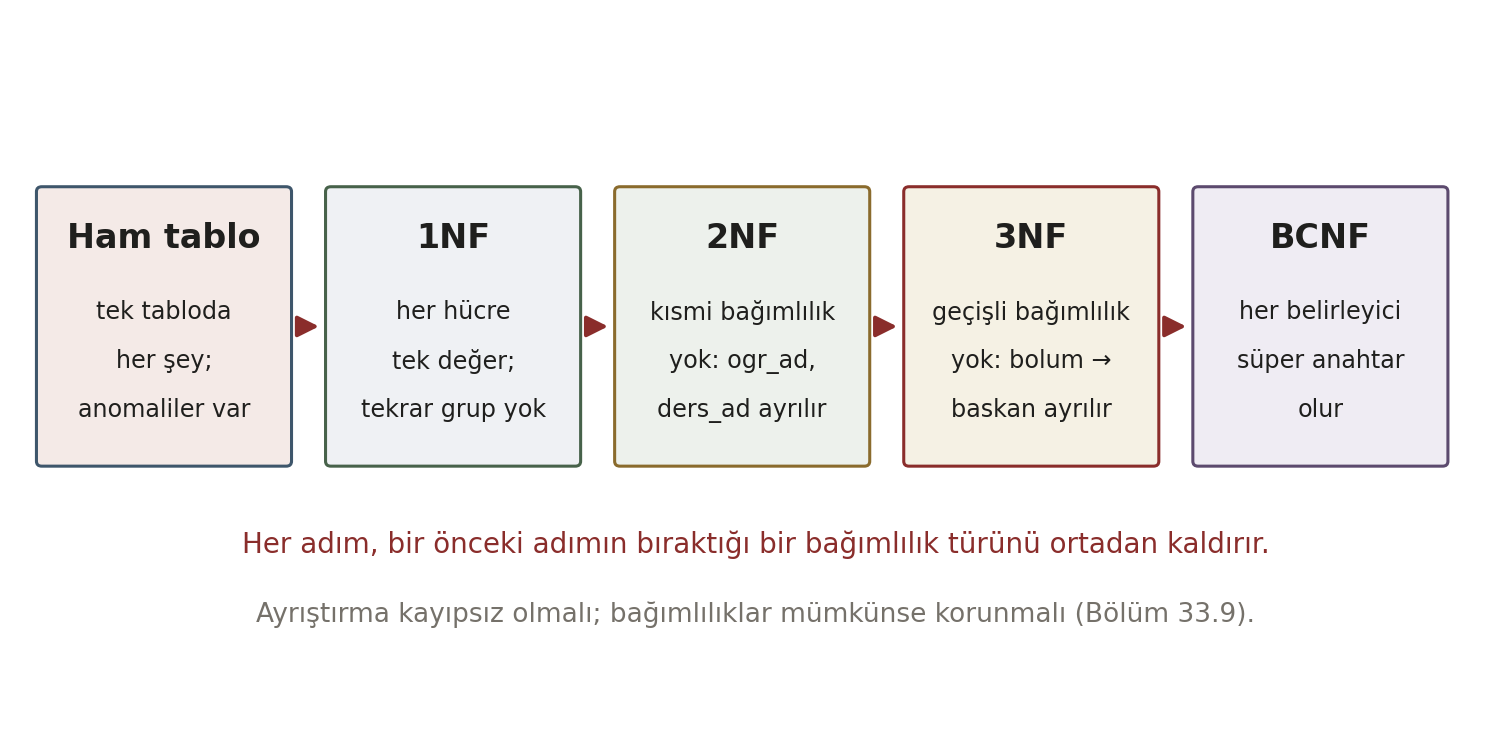 Ham tablo
tek tabloda
her şey;
anomaliler var
1NF
her hücre
tek değer;
tekrar grup yok
2NF
kısmi bağımlılık
yok: ogr_ad,
ders_ad ayrılır
3NF
geçişli bağımlılık
yok: bolum →
baskan ayrılır
BCNF
her belirleyici
süper anahtar
olur
Her adım, bir önceki adımın bıraktığı bir bağımlılık türünü ortadan kaldırır.
Ayrıştırma kayıpsız olmalı; bağımlılıklar mümkünse korunmalı (Bölüm 33.9).